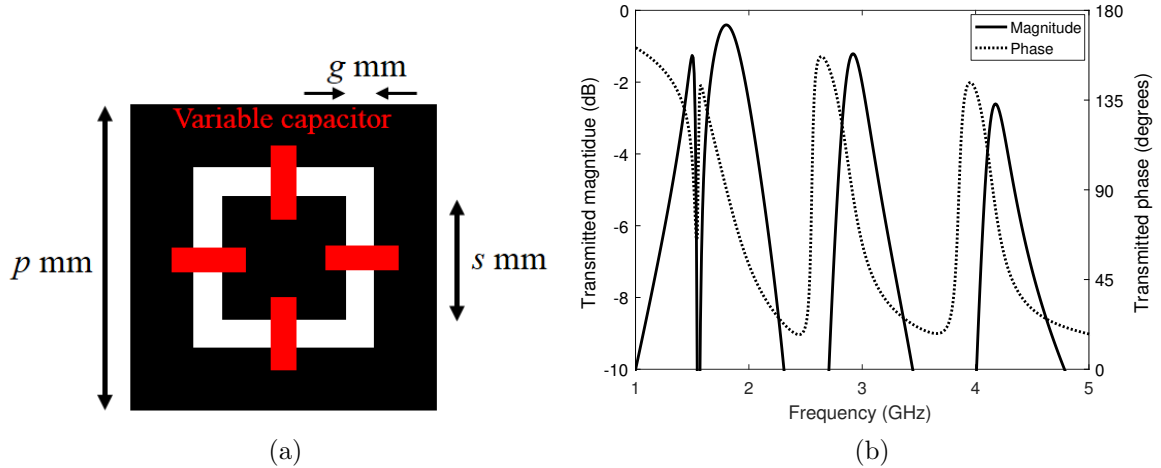 g mm
Variable capacitor
p mm
s mm
(a)
0
-2
-4
-6
-8
-10
Transmitted magntidue (dB)
1
2
3
4
5
Frequency (GHz)
180
135
90
45
0
Transmitted phase (degrees)
Magnitude
Phase
(b)